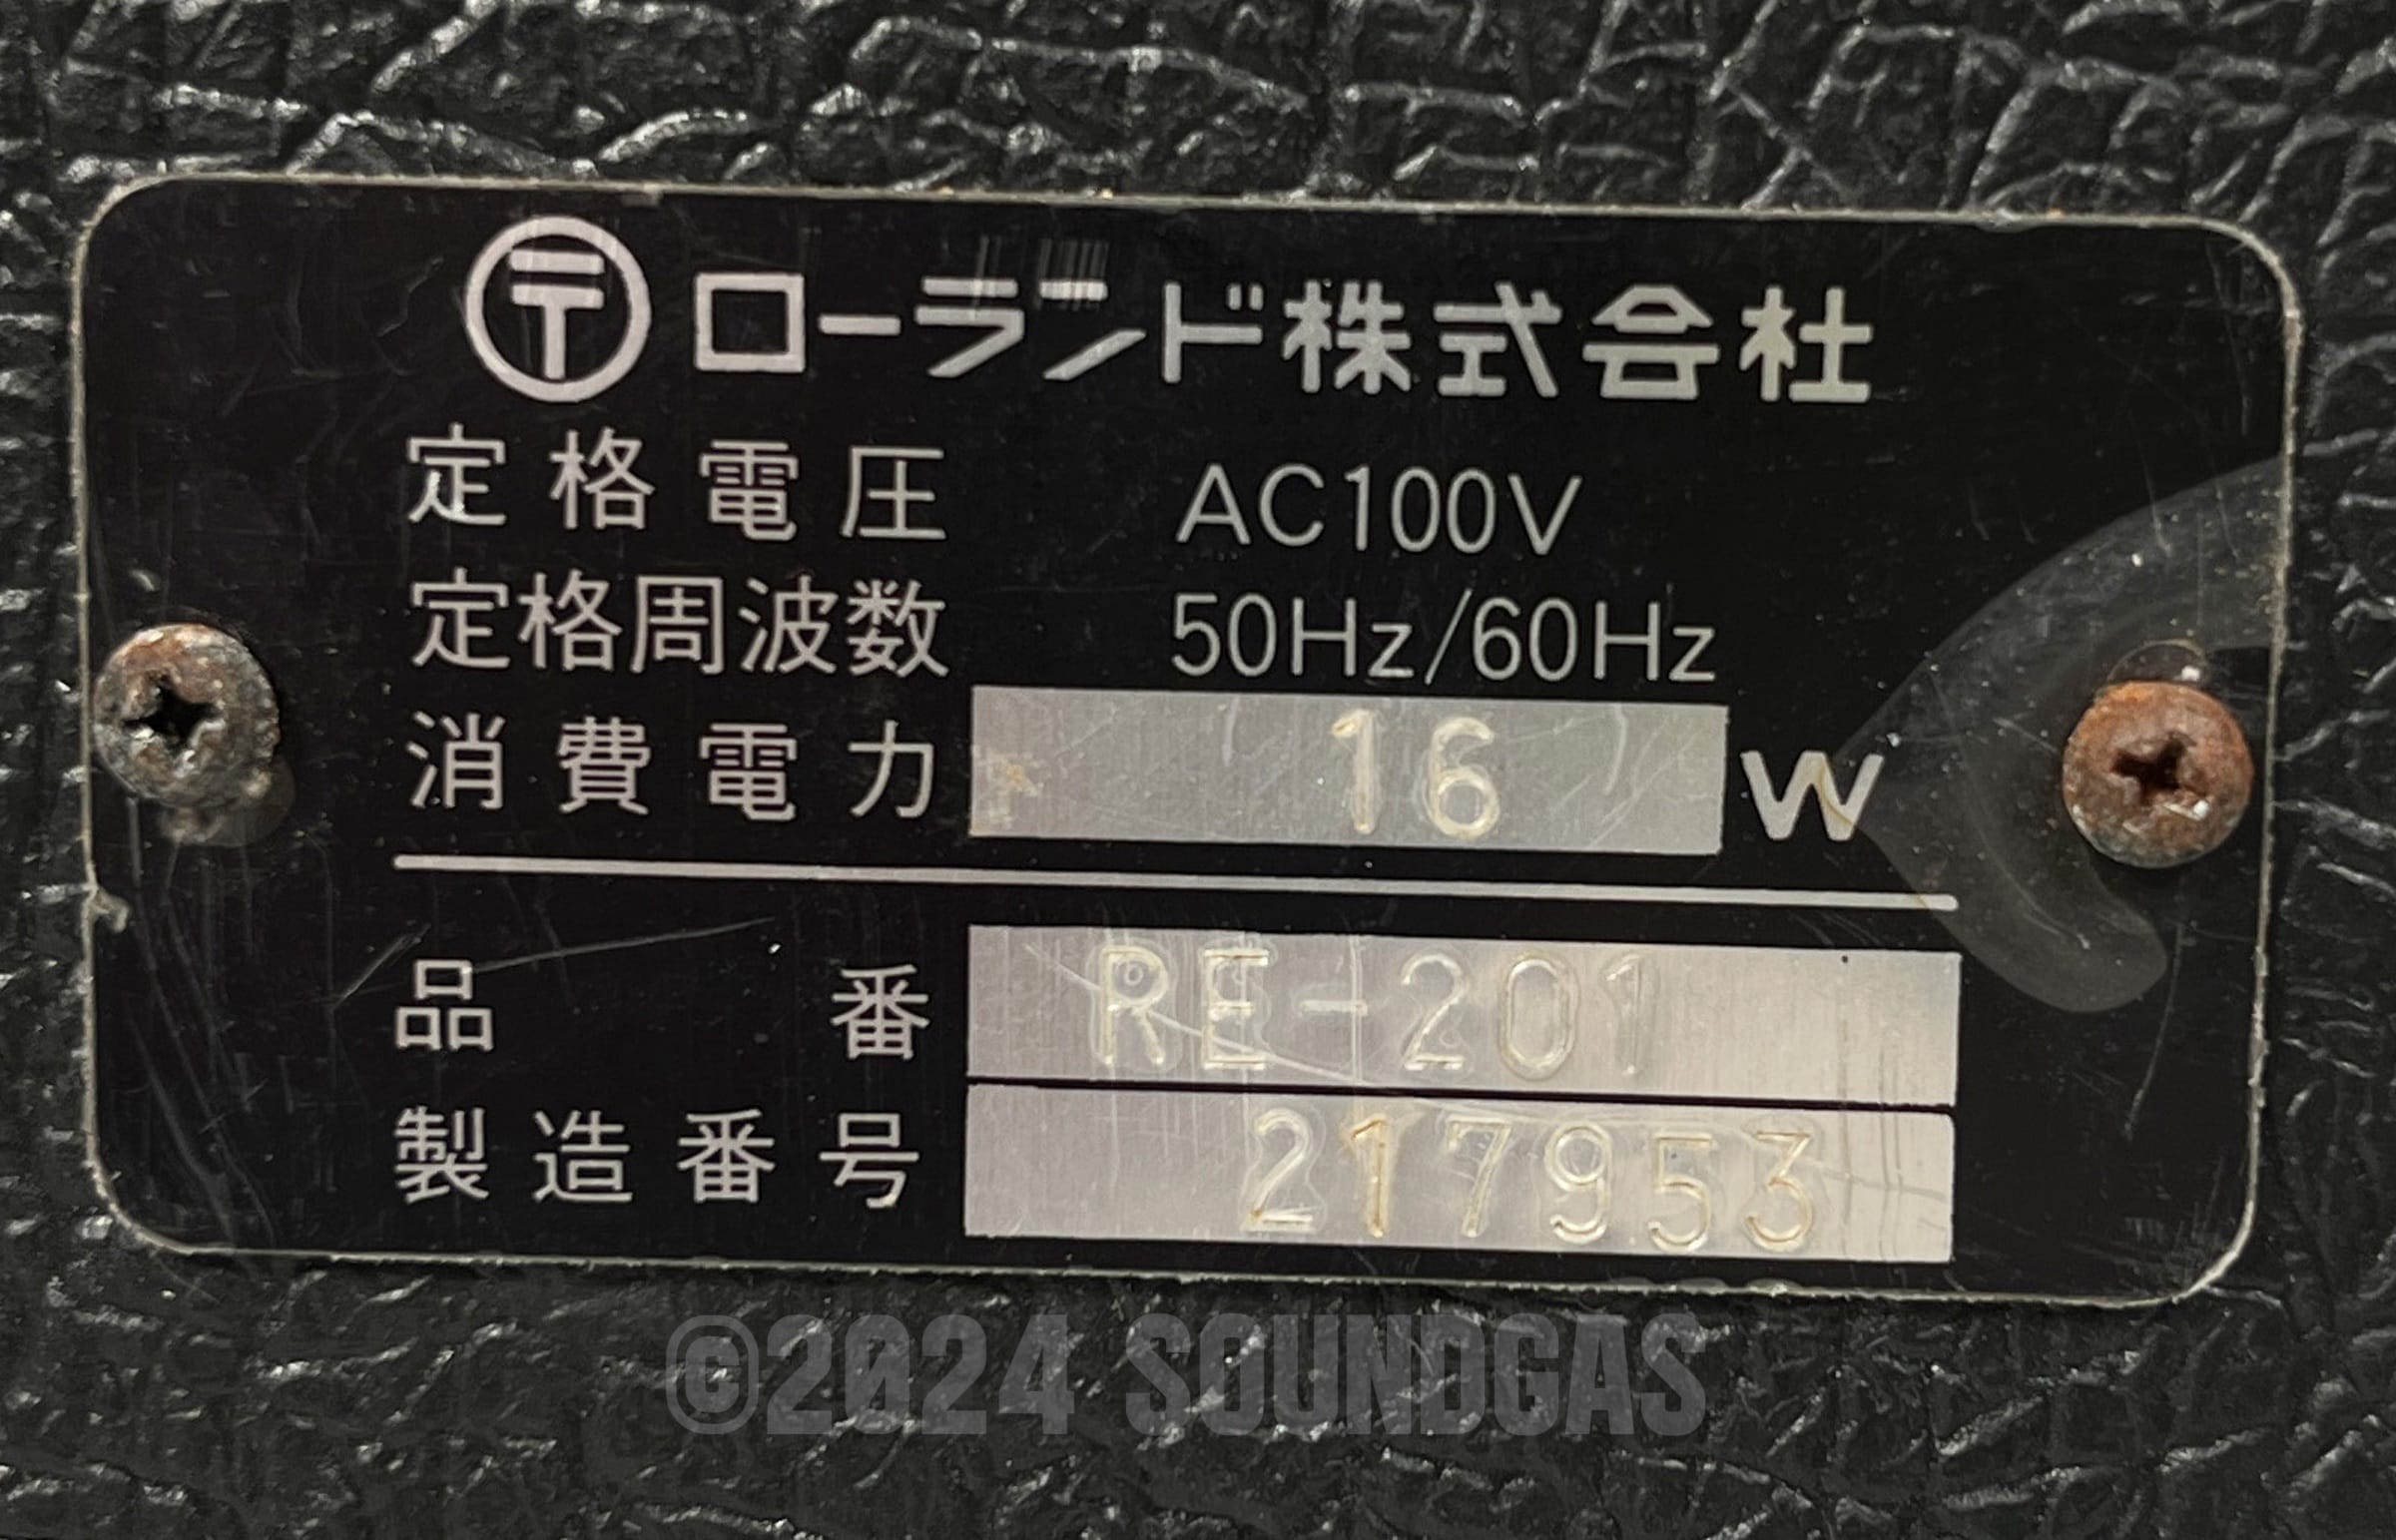 〒ローランド株式会社
定格電圧 AC100V
定格周波数 50Hz/60Hz
消費電力 16 W
品番 RE-201
製造番号 217953
©2024 SOUNDGAS